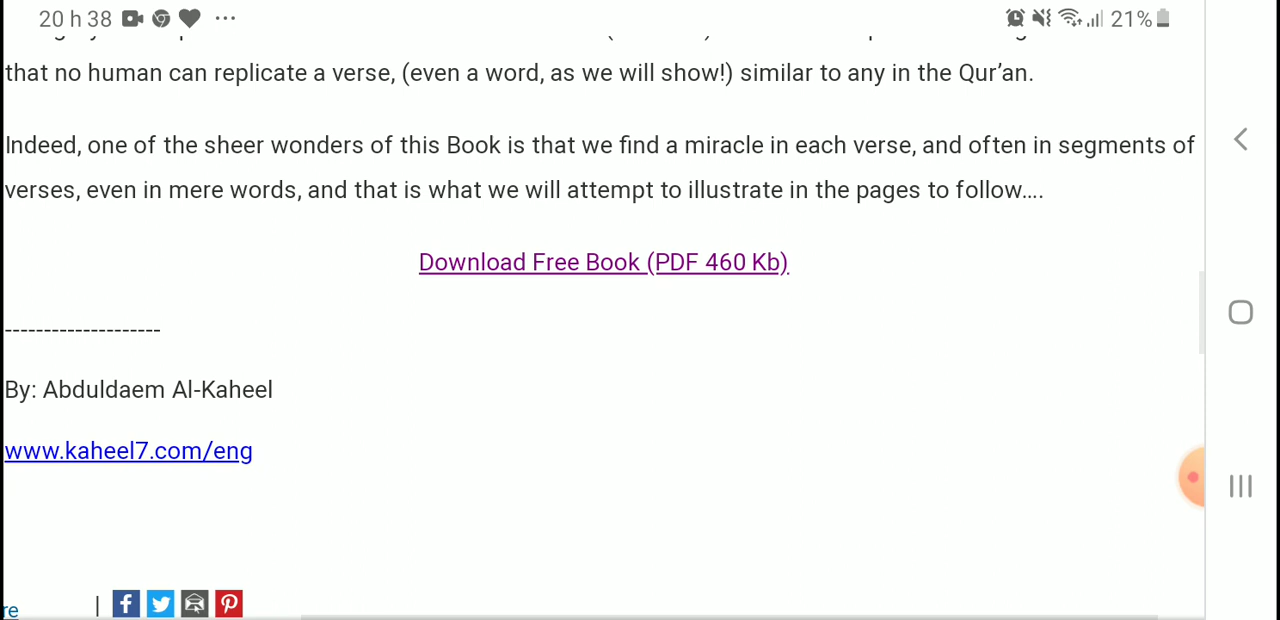 20 h 38
21%
that no human can replicate a verse, (even a word, as we will show!) similar to any in the Qur’an.
Indeed, one of the sheer wonders of this Book is that we find a miracle in each verse, and often in segments of
verses, even in mere words, and that is what we will attempt to illustrate in the pages to follow....
Download Free Book (PDF 460 Kb)
--------------------
By: Abduldaem Al-Kaheel
www.kaheel7.com/eng
re |